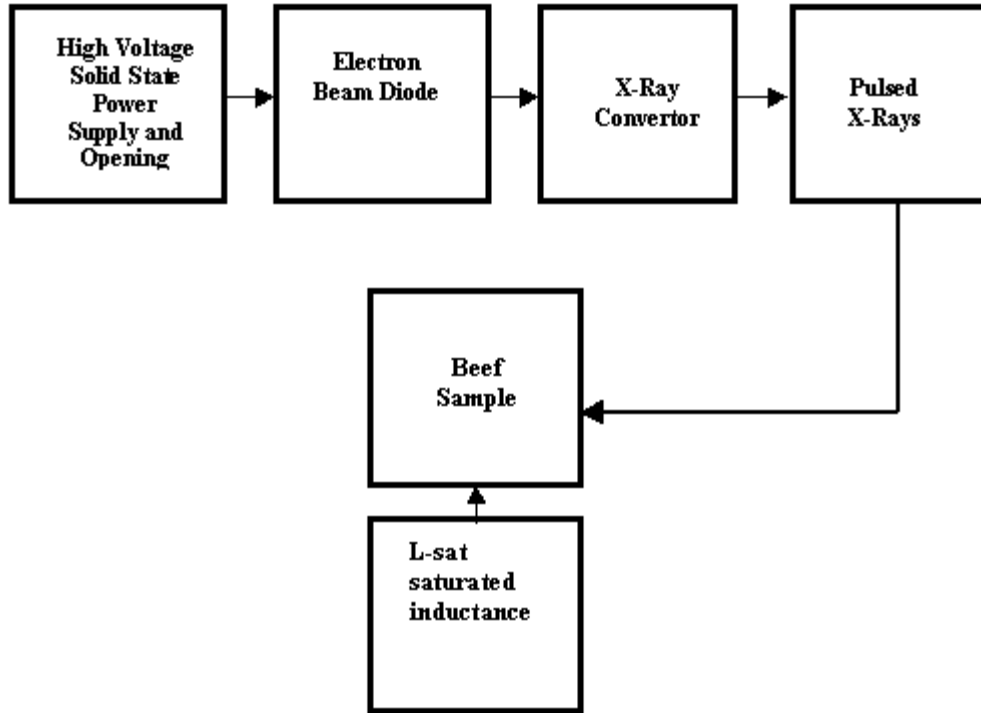 High Voltage
Solid State
Power
Supply and
Opening
Electron
Beam Diode
X-Ray
Convertor
Pulsed
X-Rays
Beef
Sample
L-sat
saturated
inductance